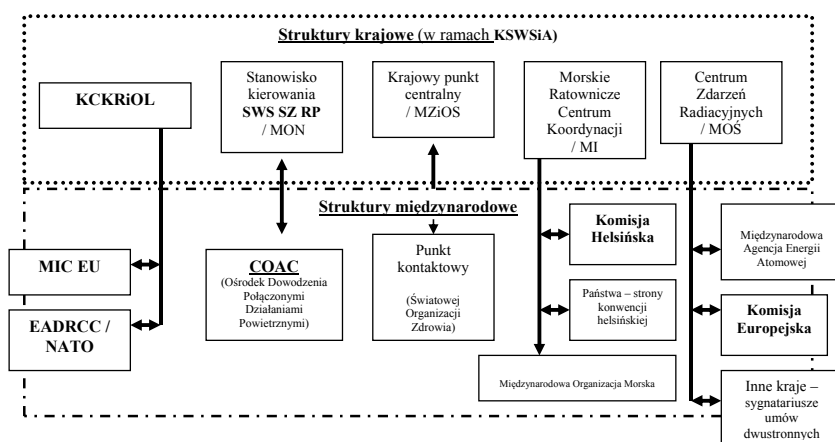 Struktury krajowe (w ramach KSWSiA)
KCKRiOL
Stanowisko
kierowania
SWS SZ RP
/ MON
Krajowy punkt
centralny
/ MZiOS
Morskie
Ratownicze
Centrum
Koordynacji
/ MI
Centrum
Zdarzeń
Radiacyjnych
/ MOŚ
Struktury międzynarodowe
MIC EU
EADRCC /
NATO
COAC
(Ośrodek Dowodzenia
Połączonymi
Działaniami
Powietrznymi)
Punkt
kontaktowy
(Światowej
Organizacji
Zdrowia)
Komisja
Helsińska
Państwa – strony
konwencji
helsińskiej
Międzynarodowa Organizacja Morska
Międzynarodowa
Agencja Energii
Atomowej
Komisja
Europejska
Inne kraje –
sygnatariusze
umów
dwustronnych